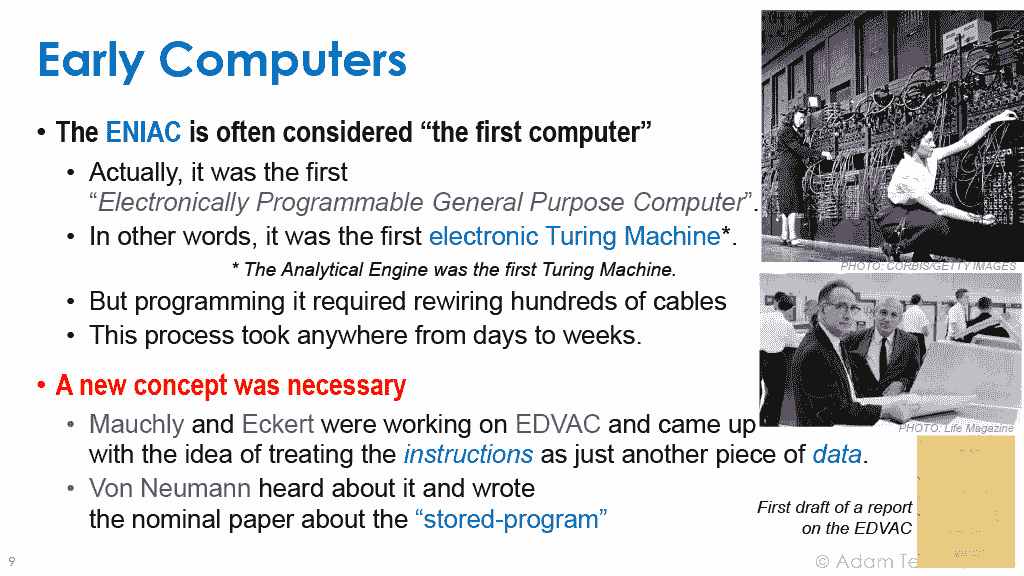 Early Computers
• The ENIAC is often considered “the first computer”
• Actually, it was the first
“Electronically Programmable General Purpose Computer”.
• In other words, it was the first electronic Turing Machine*.
* The Analytical Engine was the first Turing Machine.
• But programming it required rewiring hundreds of cables
• This process took anywhere from days to weeks.
• A new concept was necessary
• Mauchly and Eckert were working on EDVAC and came up
with the idea of treating the instructions as just another piece of data.
• Von Neumann heard about it and wrote
the nominal paper about the “stored-program”
PHOTO: CORBIS/GETTY IMAGES
PHOTO: Life Magazine
First draft of a report
on the EDVAC
9
© Adam